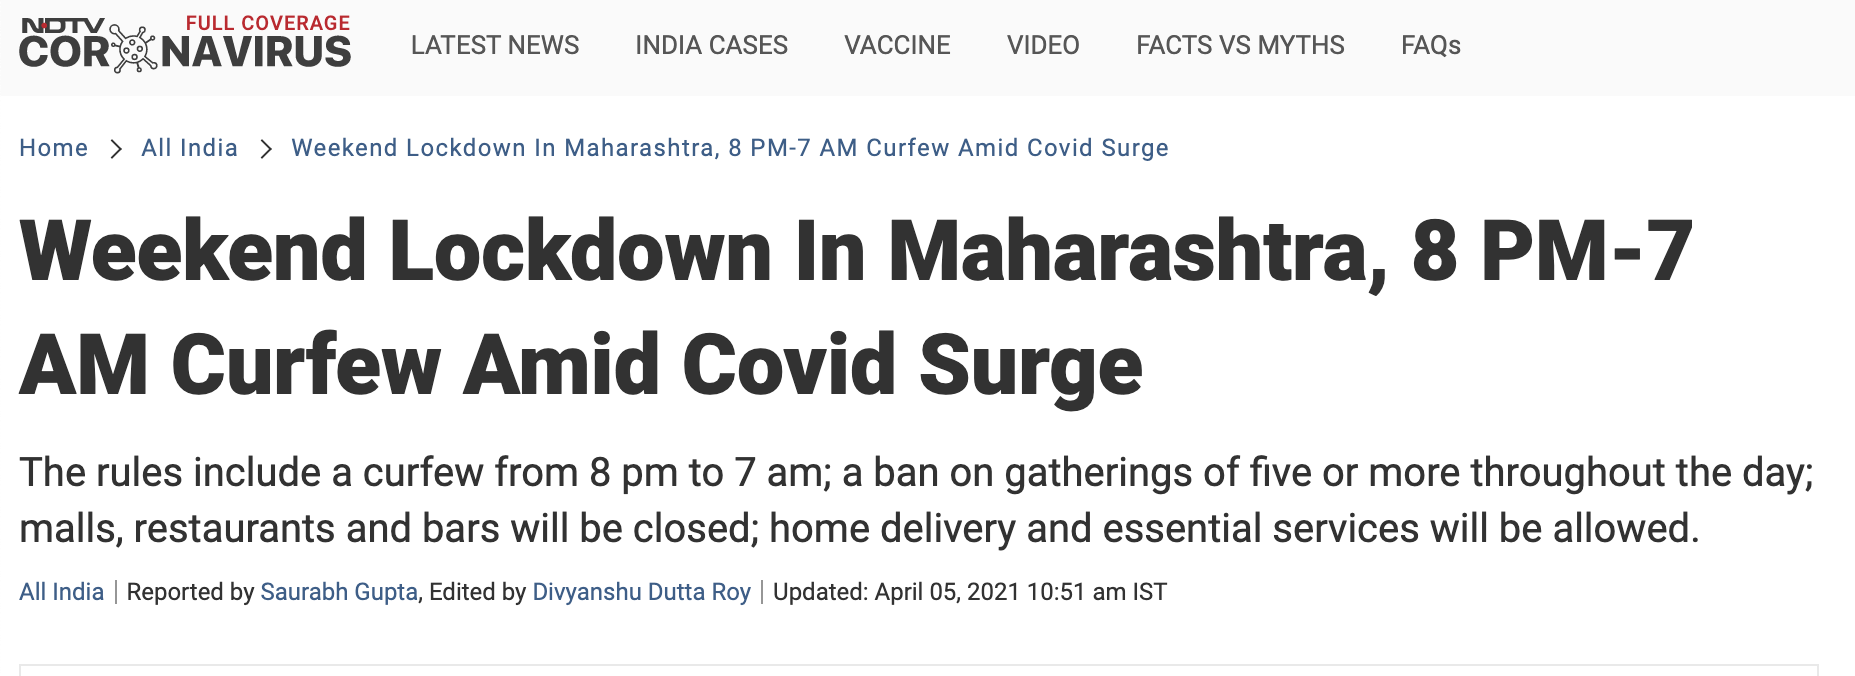 NDTV
FULL COVERAGE
CORONAVIRUS
LATEST NEWS INDIA CASES VACCINE VIDEO FACTS VS MYTHS FAQs
Home > All India > Weekend Lockdown In Maharashtra, 8 PM-7 AM Curfew Amid Covid Surge
Weekend Lockdown In Maharashtra, 8 PM-7
AM Curfew Amid Covid Surge
The rules include a curfew from 8 pm to 7 am; a ban on gatherings of five or more throughout the day;
malls, restaurants and bars will be closed; home delivery and essential services will be allowed.
All India | Reported by Saurabh Gupta, Edited by Divyanshu Dutta Roy | Updated: April 05, 2021 10:51 am IST